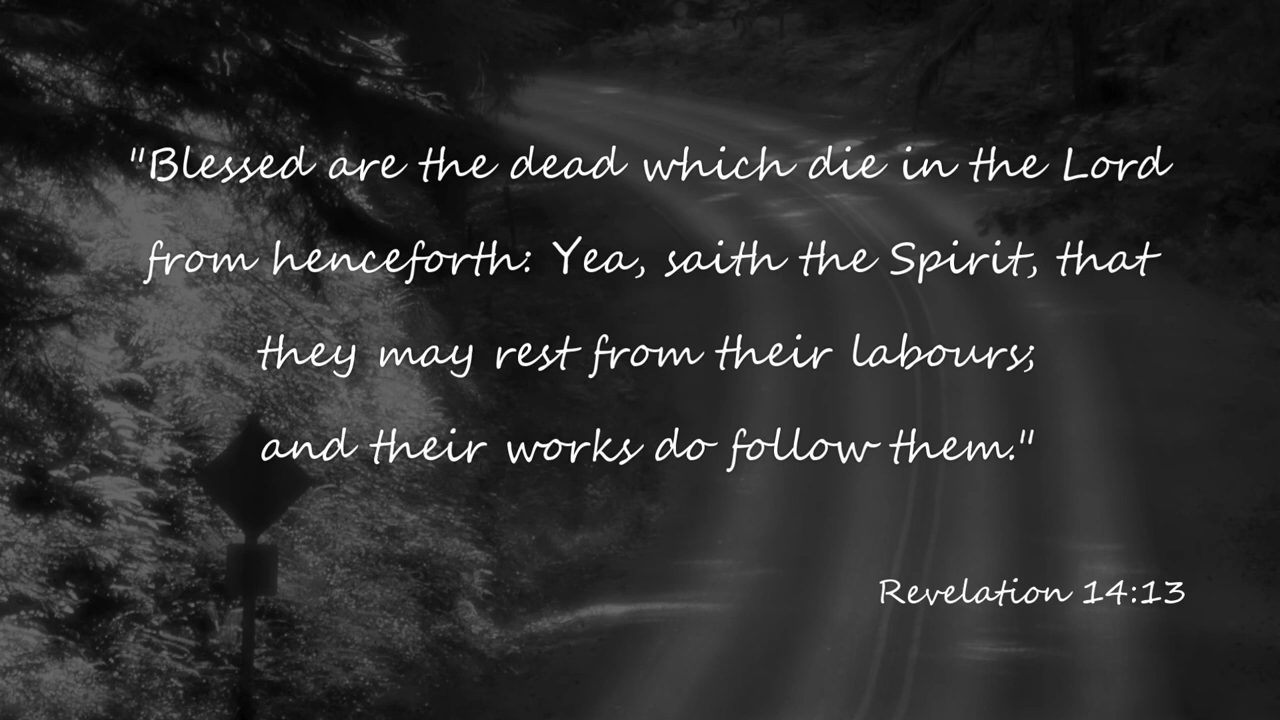 "Blessed are the dead which die in the Lord
from henceforth: Yea, saith the Spirit, that
they may rest from their labours;
and their works do follow them."
Revelation 14:13